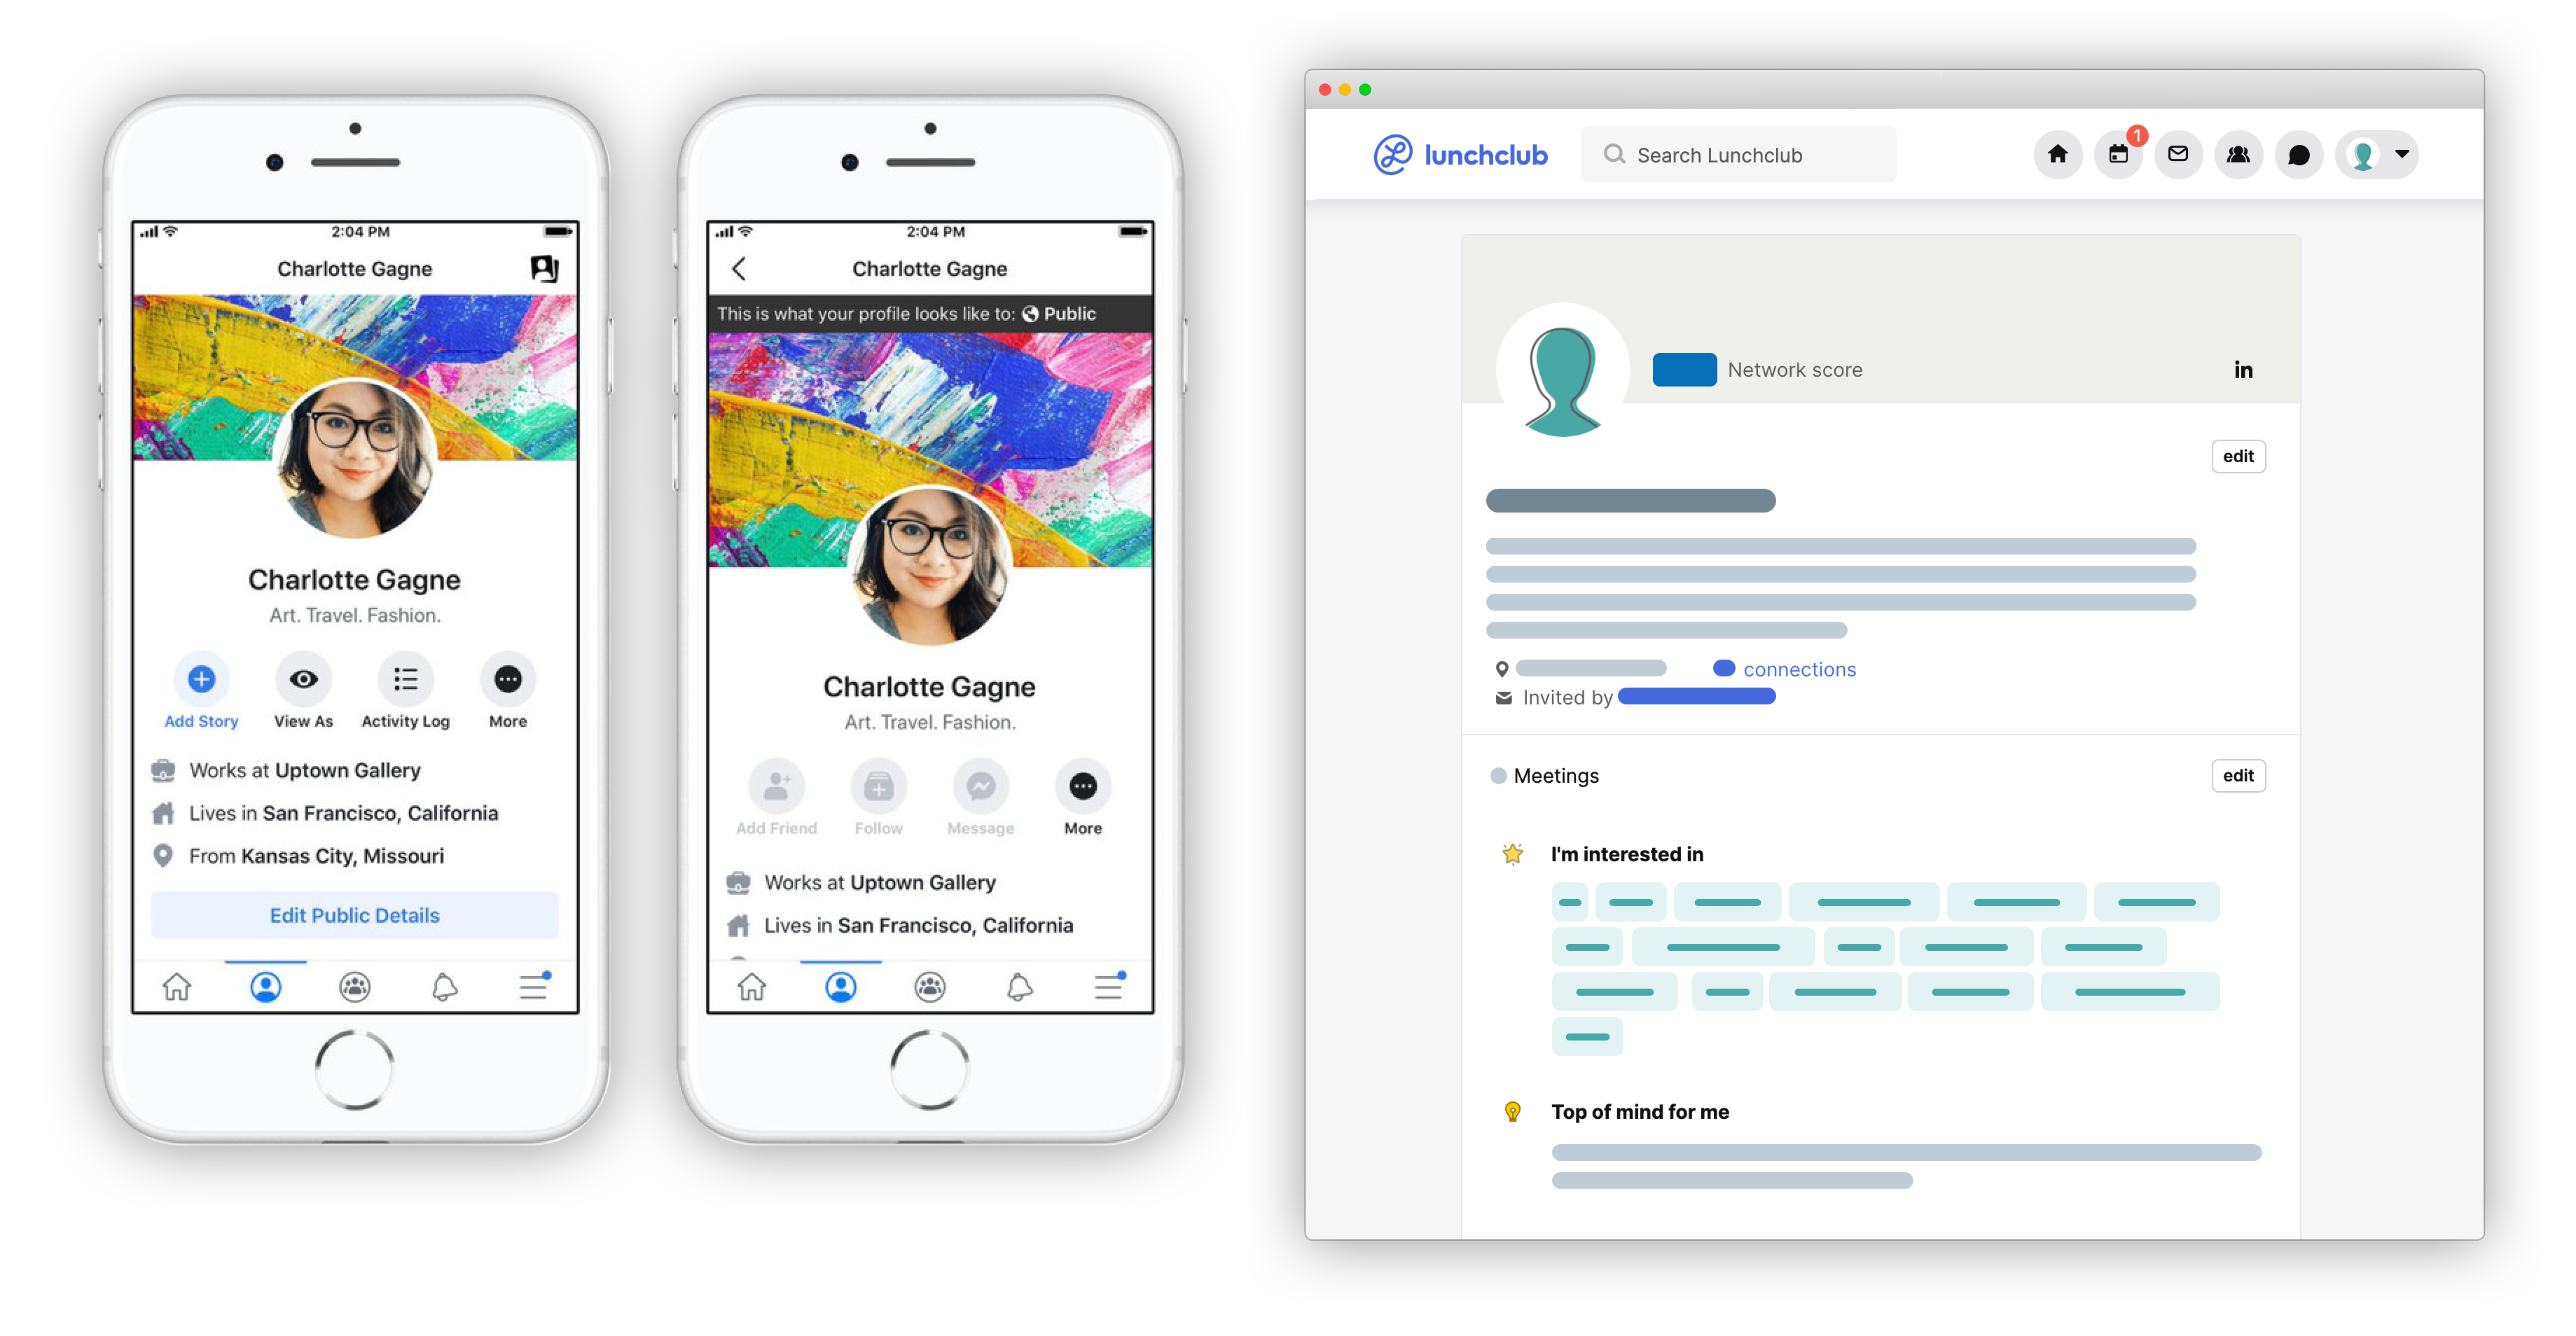 2:04 PM
Charlotte Gagne
Charlotte Gagne
Art. Travel. Fashion.
Add Story
View As
Activity Log
More
Works at Uptown Gallery
Lives in San Francisco, California
From Kansas City, Missouri
Edit Public Details
2:04 PM
Charlotte Gagne
This is what your profile looks like to: Public
Charlotte Gagne
Art. Travel. Fashion.
Add Friend
Follow
Message
More
Works at Uptown Gallery
Lives in San Francisco, California
lunchclub
Search Lunchclub
1
Network score
in
edit
connections
Invited by
Meetings
edit
I'm interested in
Top of mind for me